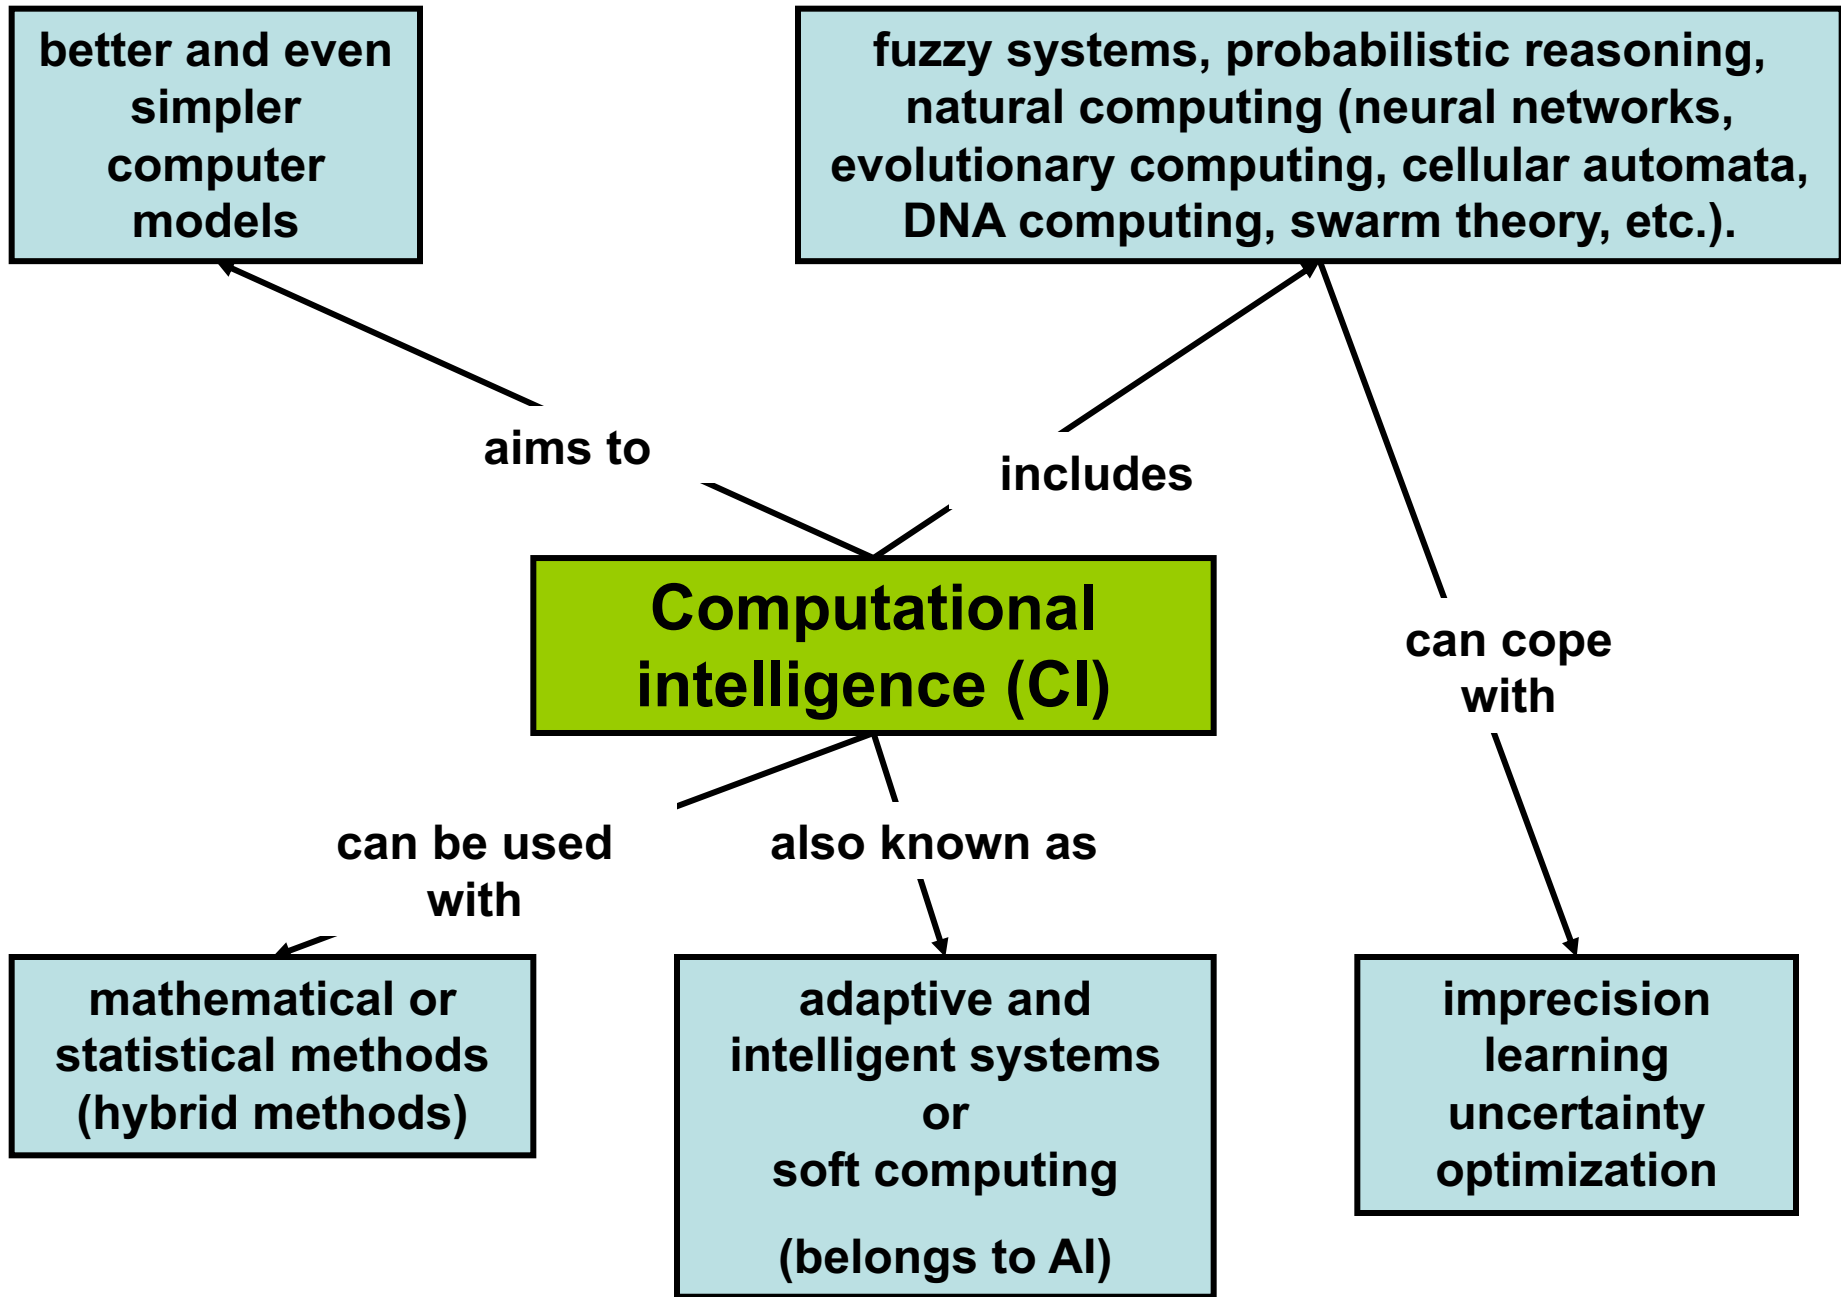 better and even
simpler
computer
models
fuzzy systems, probabilistic reasoning,
natural computing (neural networks,
evolutionary computing, cellular automata,
DNA computing, swarm theory, etc.).
aims to
includes
Computational
intelligence (CI)
can cope
with
can be used
with
also known as
mathematical or
statistical methods
(hybrid methods)
adaptive and
intelligent systems
or
soft computing
(belongs to AI)
imprecision
learning
uncertainty
optimization